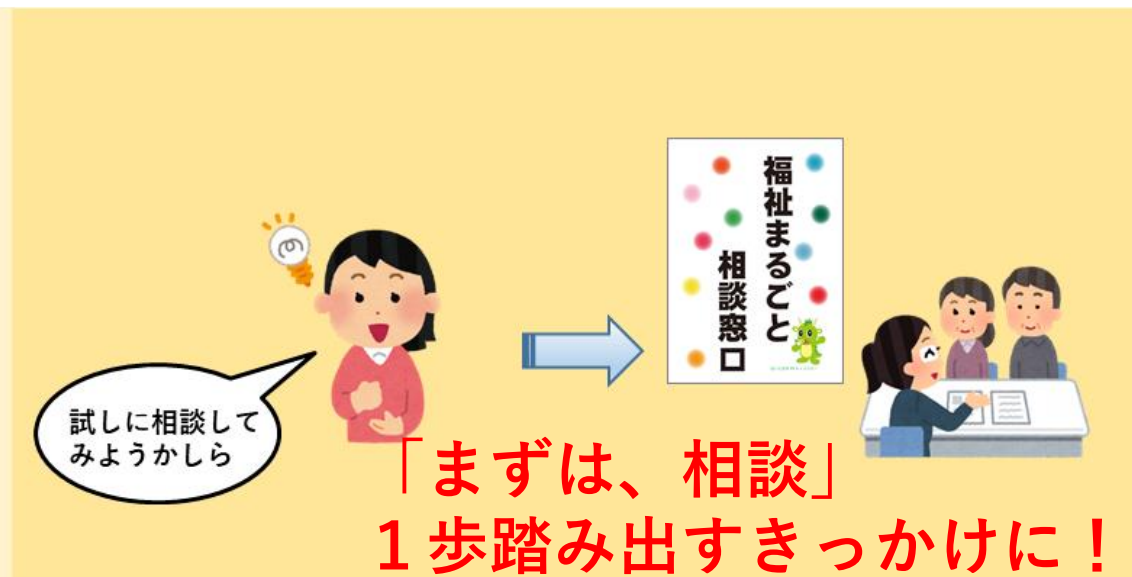 福祉まるごと
相談窓口
試しに相談して
みようかしら
「まずは、相談」
１歩踏み出すきっかけに！